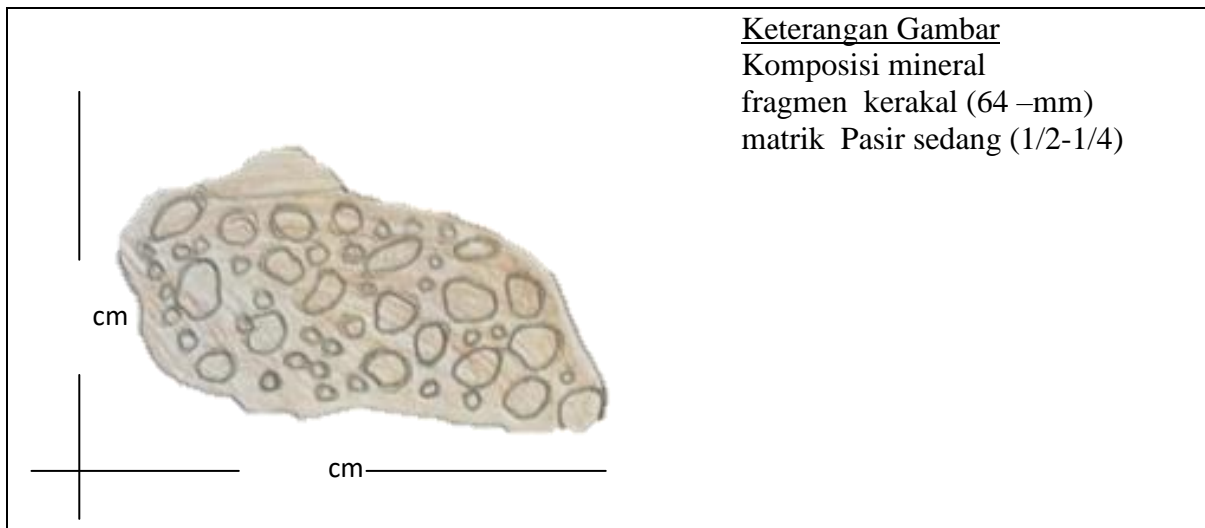 Keterangan Gambar
Komposisi mineral
fragmen kerakal (64 –mm)
matrik Pasir sedang (1/2-1/4)
cm
cm